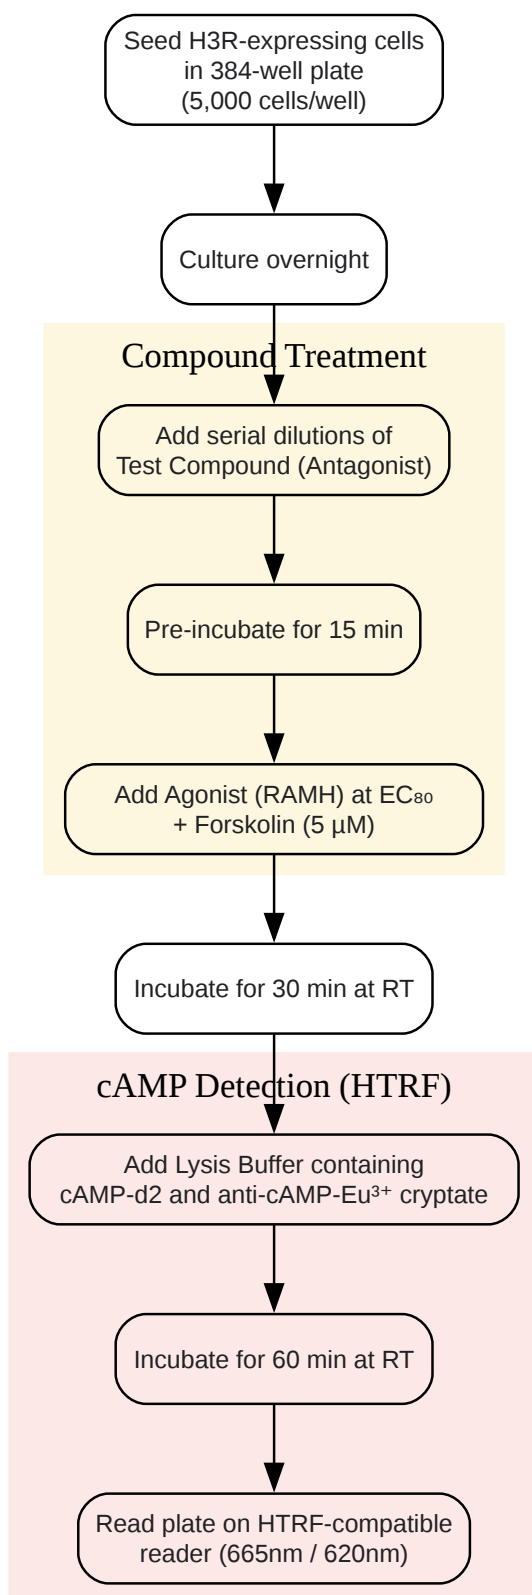 Seed H3R-expressing cells
in 384-well plate
(5,000 cells/well)
Culture overnight
Compound Treatment
Add serial dilutions of
Test Compound (Antagonist)
Pre-incubate for 15 min
Add Agonist (RAMH) at EC₈₀
+ Forskolin (5 µM)
Incubate for 30 min at RT
cAMP Detection (HTRF)
Add Lysis Buffer containing
cAMP-d2 and anti-cAMP-Eu³⁺ cryptate
Incubate for 60 min at RT
Read plate on HTRF-compatible
reader (665nm / 620nm)